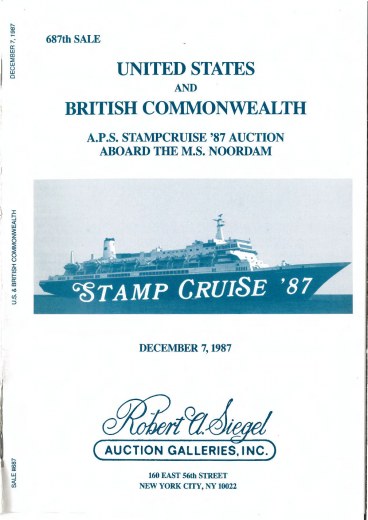 687th SALE
UNITED STATES
AND
BRITISH COMMONWEALTH
A.P.S. STAMPCRUISE '87 AUCTION
ABOARD THE M.S. NOORDAM
STAMP CRUISE '87
DECEMBER 7, 1987
Robert A. Siegel
AUCTION GALLERIES, INC.
160 EAST 56th STREET
NEW YORK CITY, NY 10022
DECEMBER 7, 1987
U.S. & BRITISH COMMONWEALTH
SALE #687